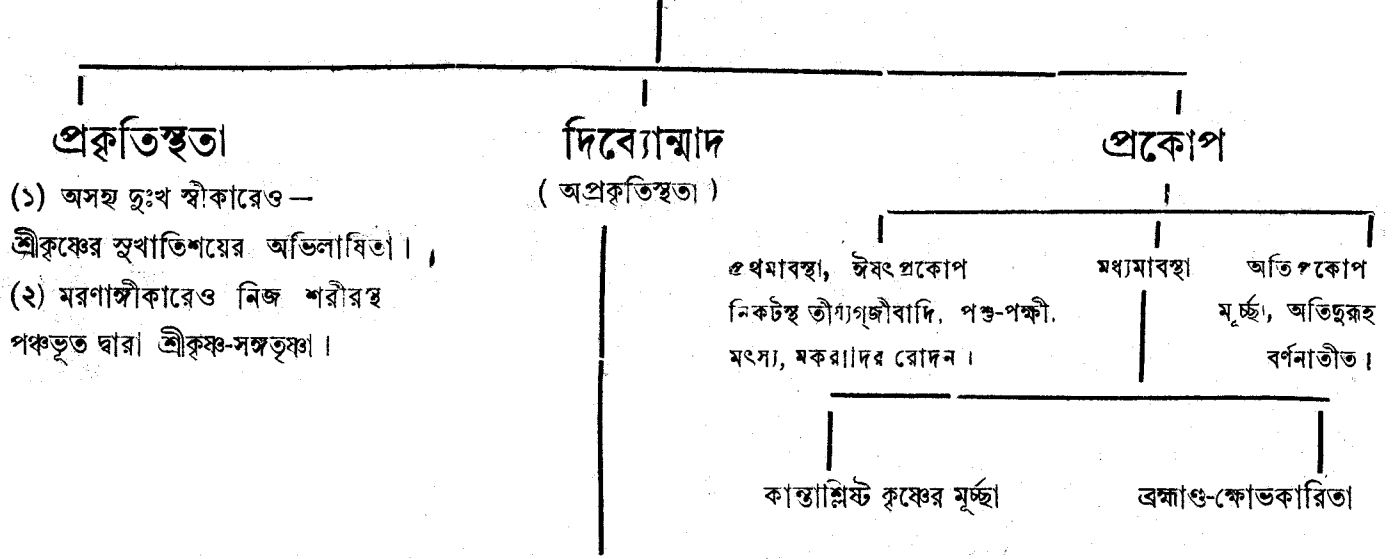 প্রকৃতিস্থতা
(১) অসহ্য দুঃখ স্বীকারেও —
শ্রীকৃষ্ণের সুখাতিশয়ের অভিলাষিতা।
(২) মরণাঙ্গীকারেও নিজ শরীরস্থ
পঞ্চভূত দ্বারা শ্রীকৃষ্ণ-সঙ্গতৃষ্ণা।
দিব্যোন্মাদ
( অপ্রকৃতিস্থতা )
প্রকোপ
প্রথমাবস্থা, ঈষৎ প্রকোপ
নিকটস্থ তীর্য্যগ্‌জীবাদি, পশু-পক্ষী.
মৎস্য, মকরাদির রোদন।
মধ্যমাবস্থা
অতি প্রকোপ
মূর্চ্ছা, অতিদুরূহ
বর্ণনাতীত।
কান্তাশ্লিষ্ট কৃষ্ণের মূর্চ্ছা
ব্রহ্মাণ্ড-ক্ষোভকারিতা